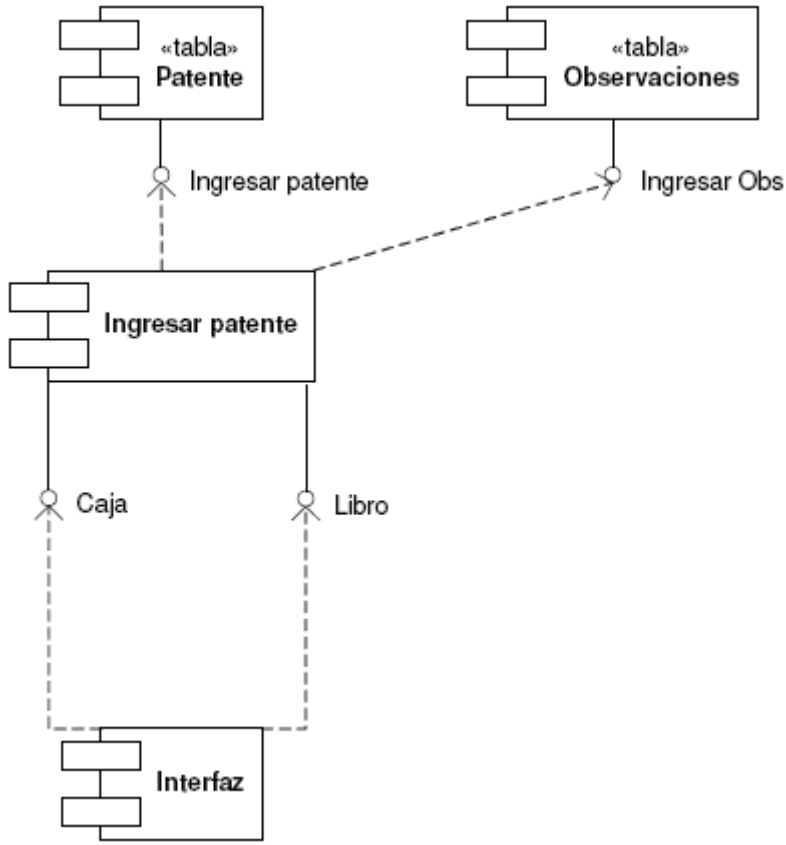 «tabla»
Patente
«tabla»
Observaciones
Ingresar patente
Ingresar Obs
Ingresar patente
Caja
Libro
Interfaz